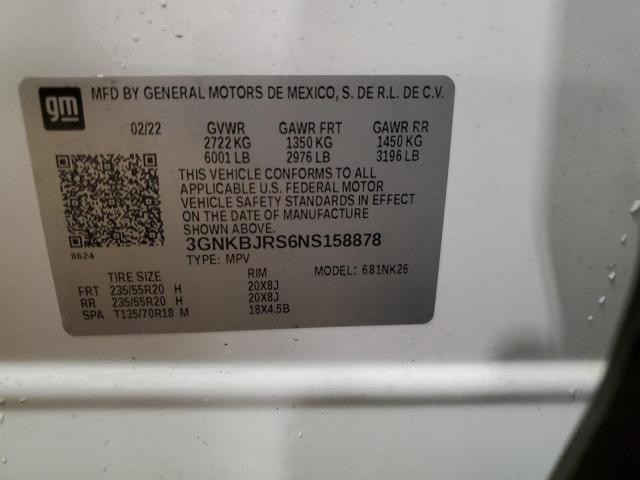 gm MFD BY GENERAL MOTORS DE MEXICO, S. DE R.L. DE C.V.
02/22 GVWR GAWR FRT GAWR RR
2722 KG 1350 KG 1450 KG
6001 LB 2976 LB 3196 LB
THIS VEHICLE CONFORMS TO ALL
APPLICABLE U.S. FEDERAL MOTOR
VEHICLE SAFETY STANDARDS IN EFFECT
ON THE DATE OF MANUFACTURE
SHOWN ABOVE.
3GNKBJRS6NS158878
8624 TYPE: MPV MODEL: 681NK26
TIRE SIZE RIM
FRT 235/55R20 H 20X8J
RR 235/55R20 H 20X8J
SPA T135/70R18 M 18X4.5B